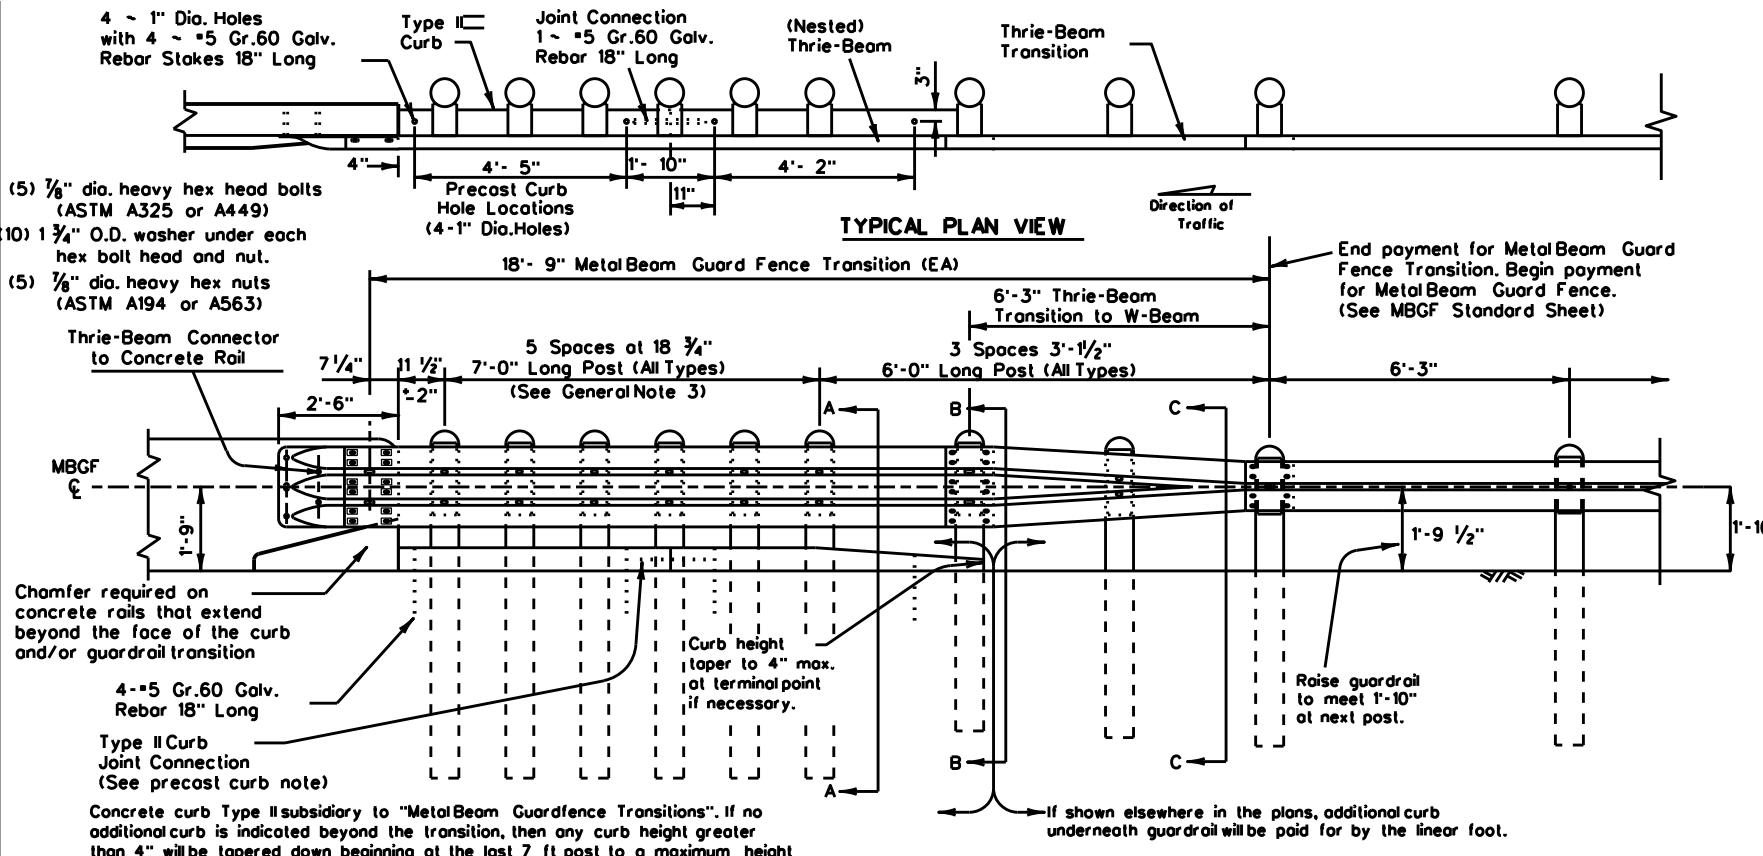 4 ~ 1" Dia. Holes
with 4 ~ #5 Gr.60 Galv.
Rebar Stakes 18" Long
Type II
Curb
Joint Connection
1 ~ #5 Gr.60 Galv.
Rebar 18" Long
(Nested)
Thrie-Beam
Thrie-Beam
Transition
3"
4"
4'- 5"
1'- 10"
4'- 2"
11"
Precast Curb
Hole Locations
(4-1" Dia.Holes)
TYPICAL PLAN VIEW
Direction of
Traffic
(5) 7/8" dia. heavy hex head bolts
(ASTM A325 or A449)
10) 1 3/4" O.D. washer under each
hex bolt head and nut.
(5) 7/8" dia. heavy hex nuts
(ASTM A194 or A563)
Thrie-Beam Connector
to Concrete Rail
18'- 9" Metal Beam Guard Fence Transition (EA)
End payment for Metal Beam Guard
Fence Transition. Begin payment
for Metal Beam Guard Fence.
(See MBGF Standard Sheet)
6'-3" Thrie-Beam
Transition to W-Beam
7 1/4"
11 1/2"
±2"
5 Spaces at 18 3/4"
7'-0" Long Post (All Types)
(See General Note 3)
3 Spaces 3'-1 1/2"
6'-0" Long Post (All Types)
6'-3"
2'-6"
A
B
C
MBGF
℄
1'-9"
1'-9 1/2"
1'-10
Chamfer required on
concrete rails that extend
beyond the face of the curb
and/or guardrail transition
4-#5 Gr.60 Galv.
Rebar 18" Long
Type II Curb
Joint Connection
(See precast curb note)
Curb height
taper to 4" max.
at terminal point
if necessary.
Raise guardrail
to meet 1'-10"
at next post.
A
B
C
Concrete curb Type II subsidiary to "Metal Beam Guardfence Transitions". If no
additional curb is indicated beyond the transition, then any curb height greater
than 4" will be tapered down beginning at the last 7 ft post to a maximum height
If shown elsewhere in the plans, additional curb
underneath guardrail will be paid for by the linear foot.